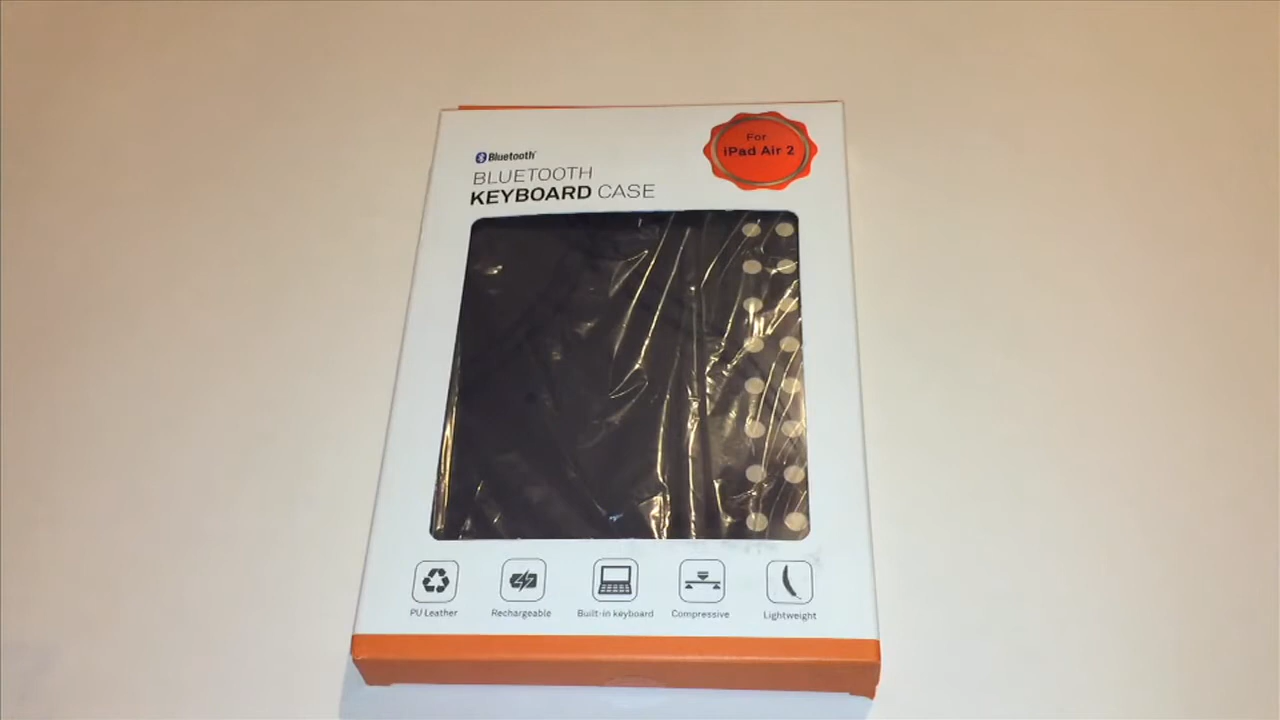 For
iPad Air 2
Bluetooth
BLUETOOTH
KEYBOARD CASE
PU Leather
Rechargeable
Built-in keyboard
Compressive
Lightweight